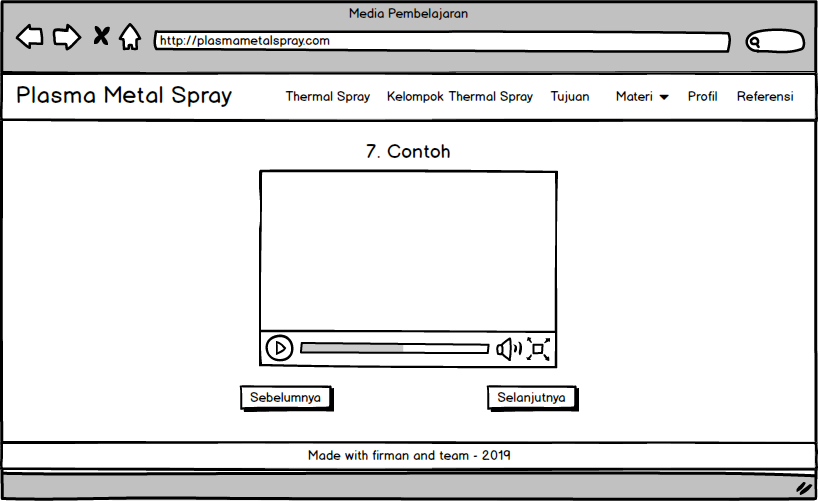 Media Pembelajaran
http://plasmametalspray.com
Plasma Metal Spray
Thermal Spray
Kelompok Thermal Spray
Tujuan
Materi
Profil
Referensi
7. Contoh
Sebelumnya
Selanjutnya
Made with firman and team - 2019